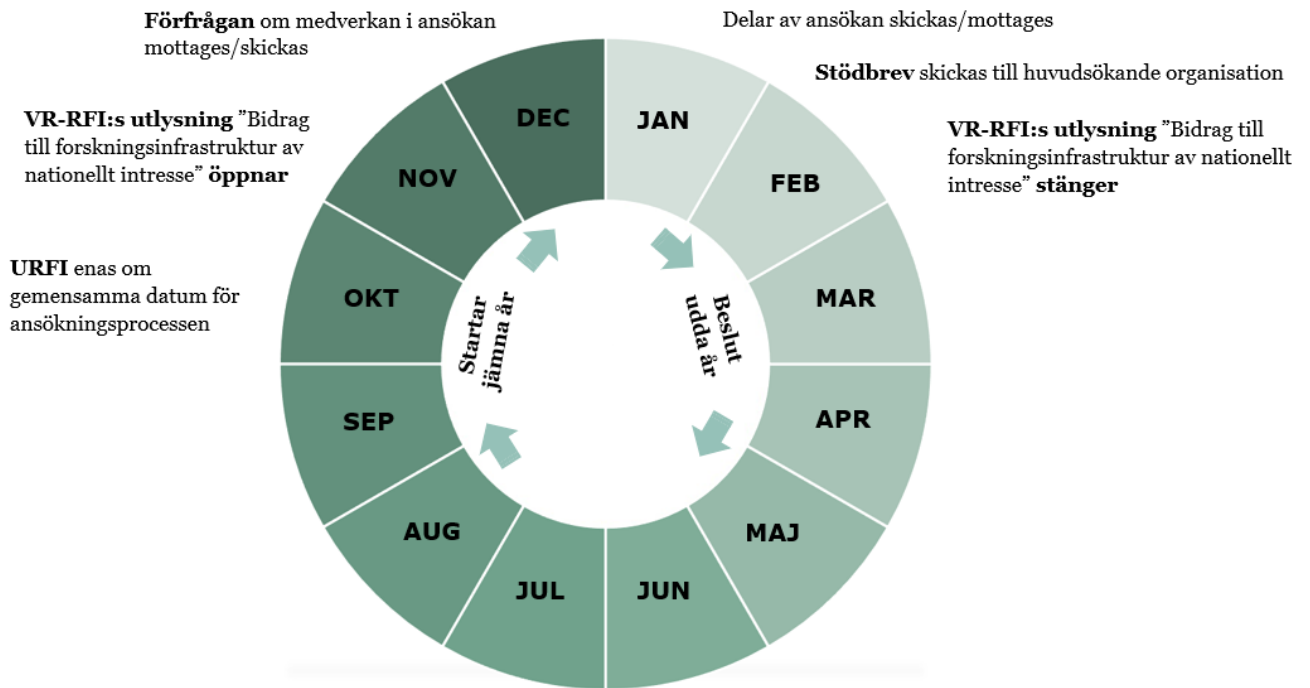 Förfrågan om medverkan i ansökan
mottages/skickas
Delar av ansökan skickas/mottages
Stödbrev skickas till huvudsökande organisation
VR-RFI:s utlysning ”Bidrag
till forskningsinfrastruktur av
nationellt intresse” öppnar
VR-RFI:s utlysning ”Bidrag till
forskningsinfrastruktur av nationellt
intresse” stänger
URFI enas om
gemensamma datum för
ansökningsprocessen
JAN
FEB
MAR
APR
MAJ
JUN
JUL
AUG
SEP
OKT
NOV
DEC
Startar
jämna år
Beslut
udda år